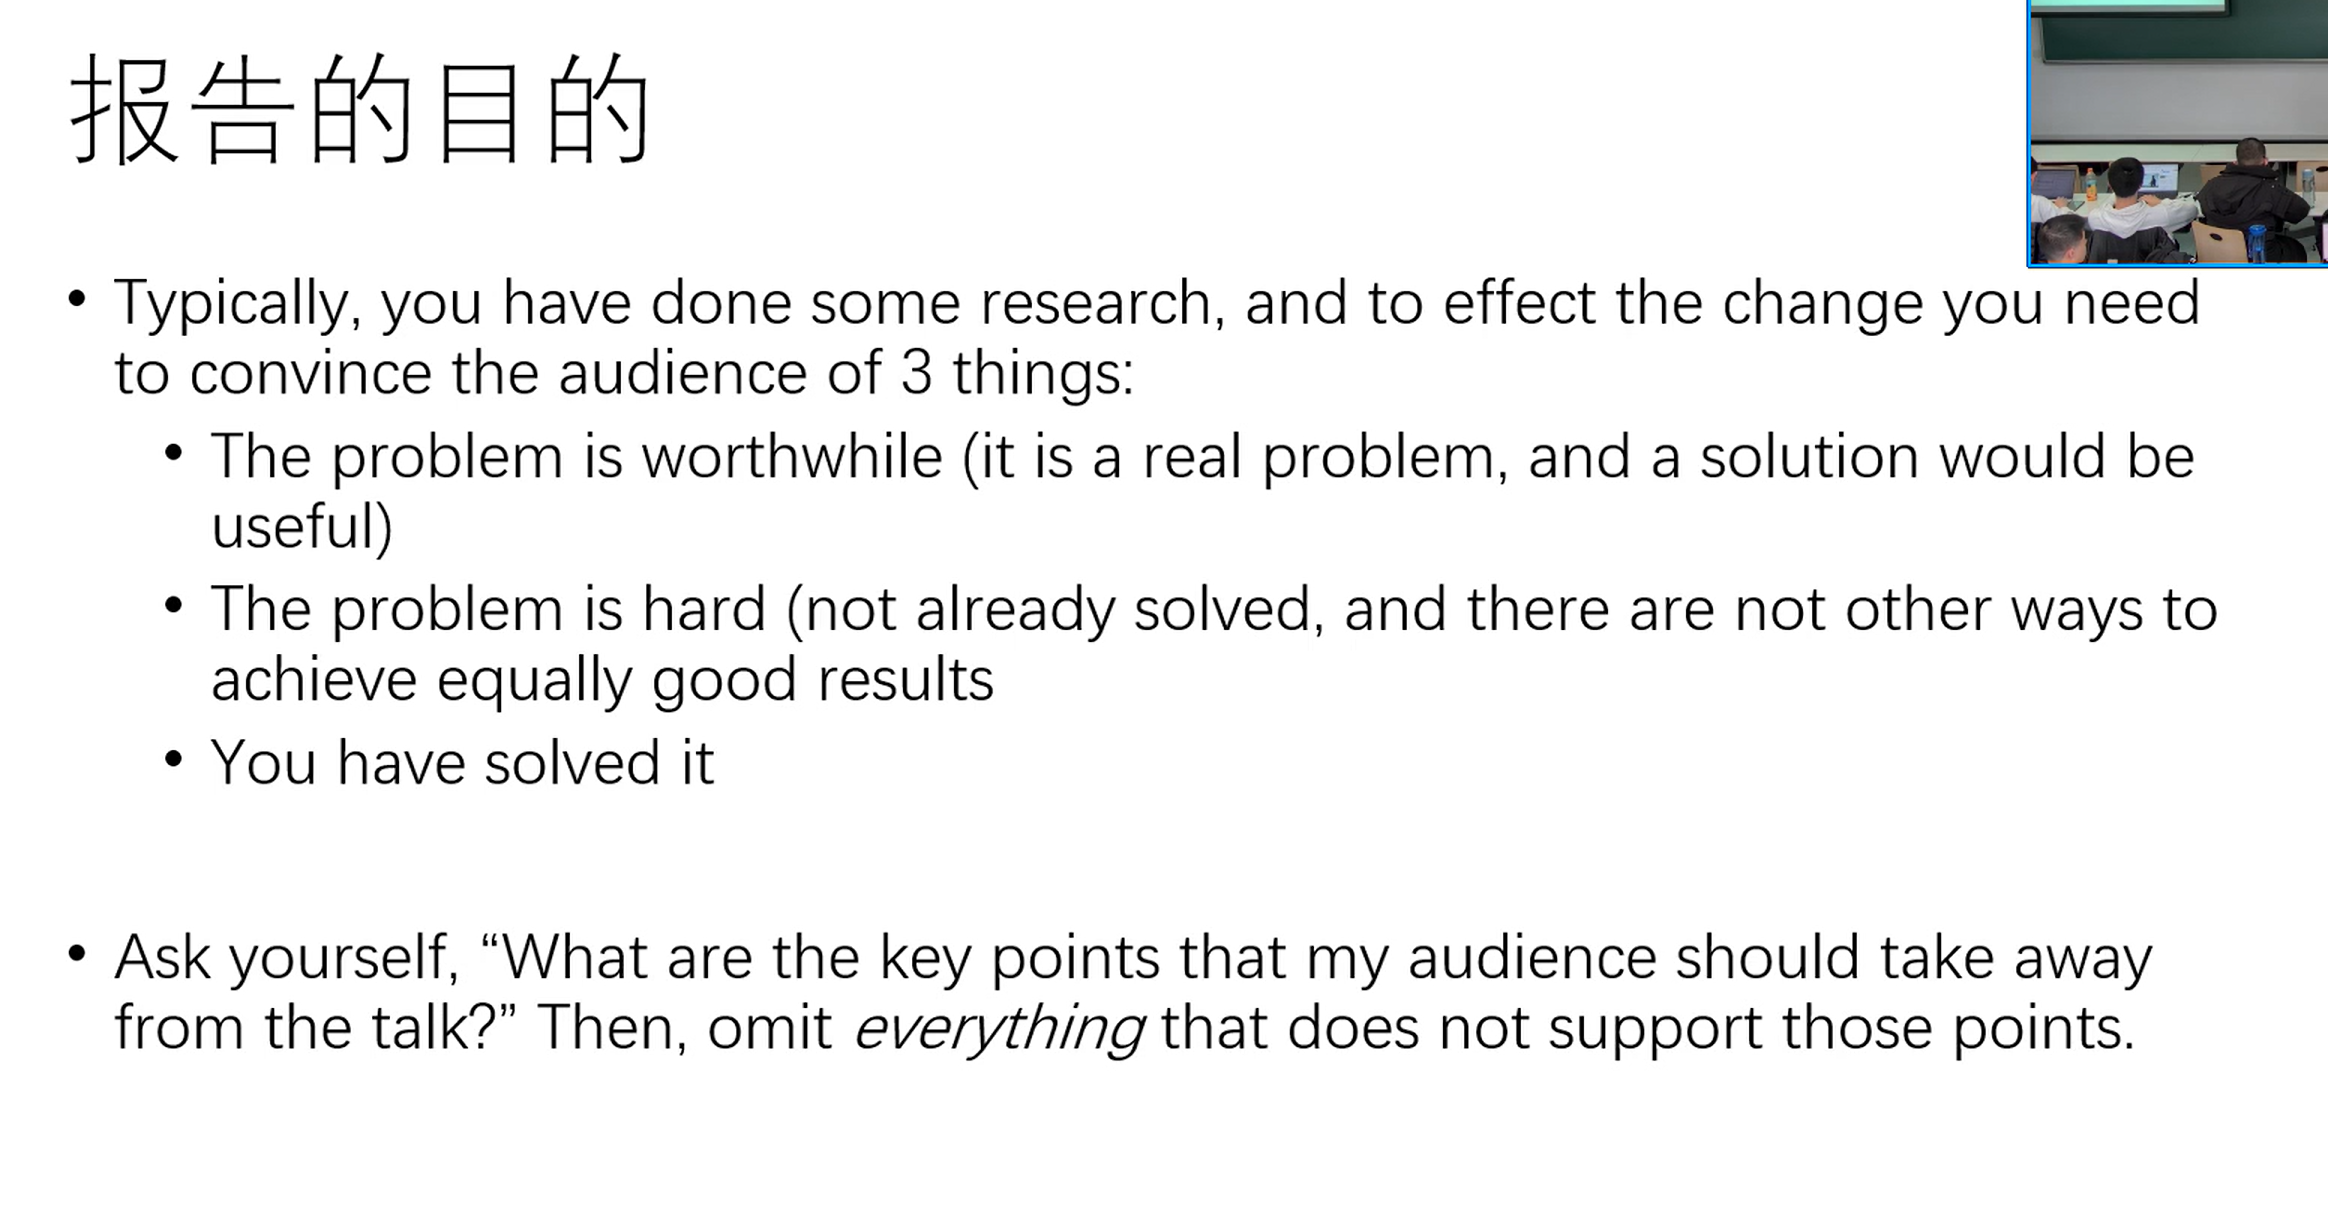 报告的目的
• Typically, you have done some research, and to effect the change you need
to convince the audience of 3 things:
• The problem is worthwhile (it is a real problem, and a solution would be
useful)
• The problem is hard (not already solved, and there are not other ways to
achieve equally good results
• You have solved it
• Ask yourself, “What are the key points that my audience should take away
from the talk?” Then, omit everything that does not support those points.